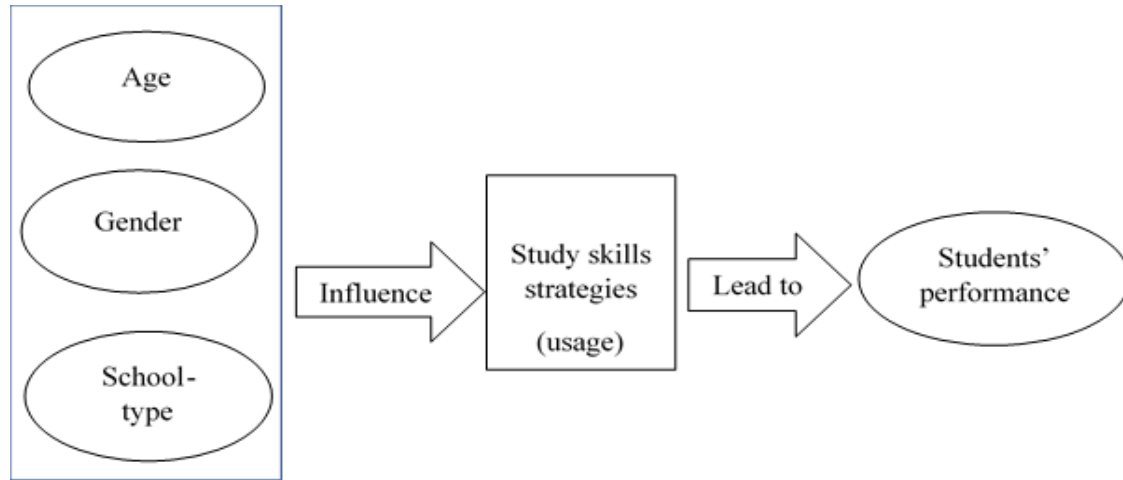 Age
Gender
School-
type
Influence
Study skills
strategies
(usage)
Lead to
Students’
performance